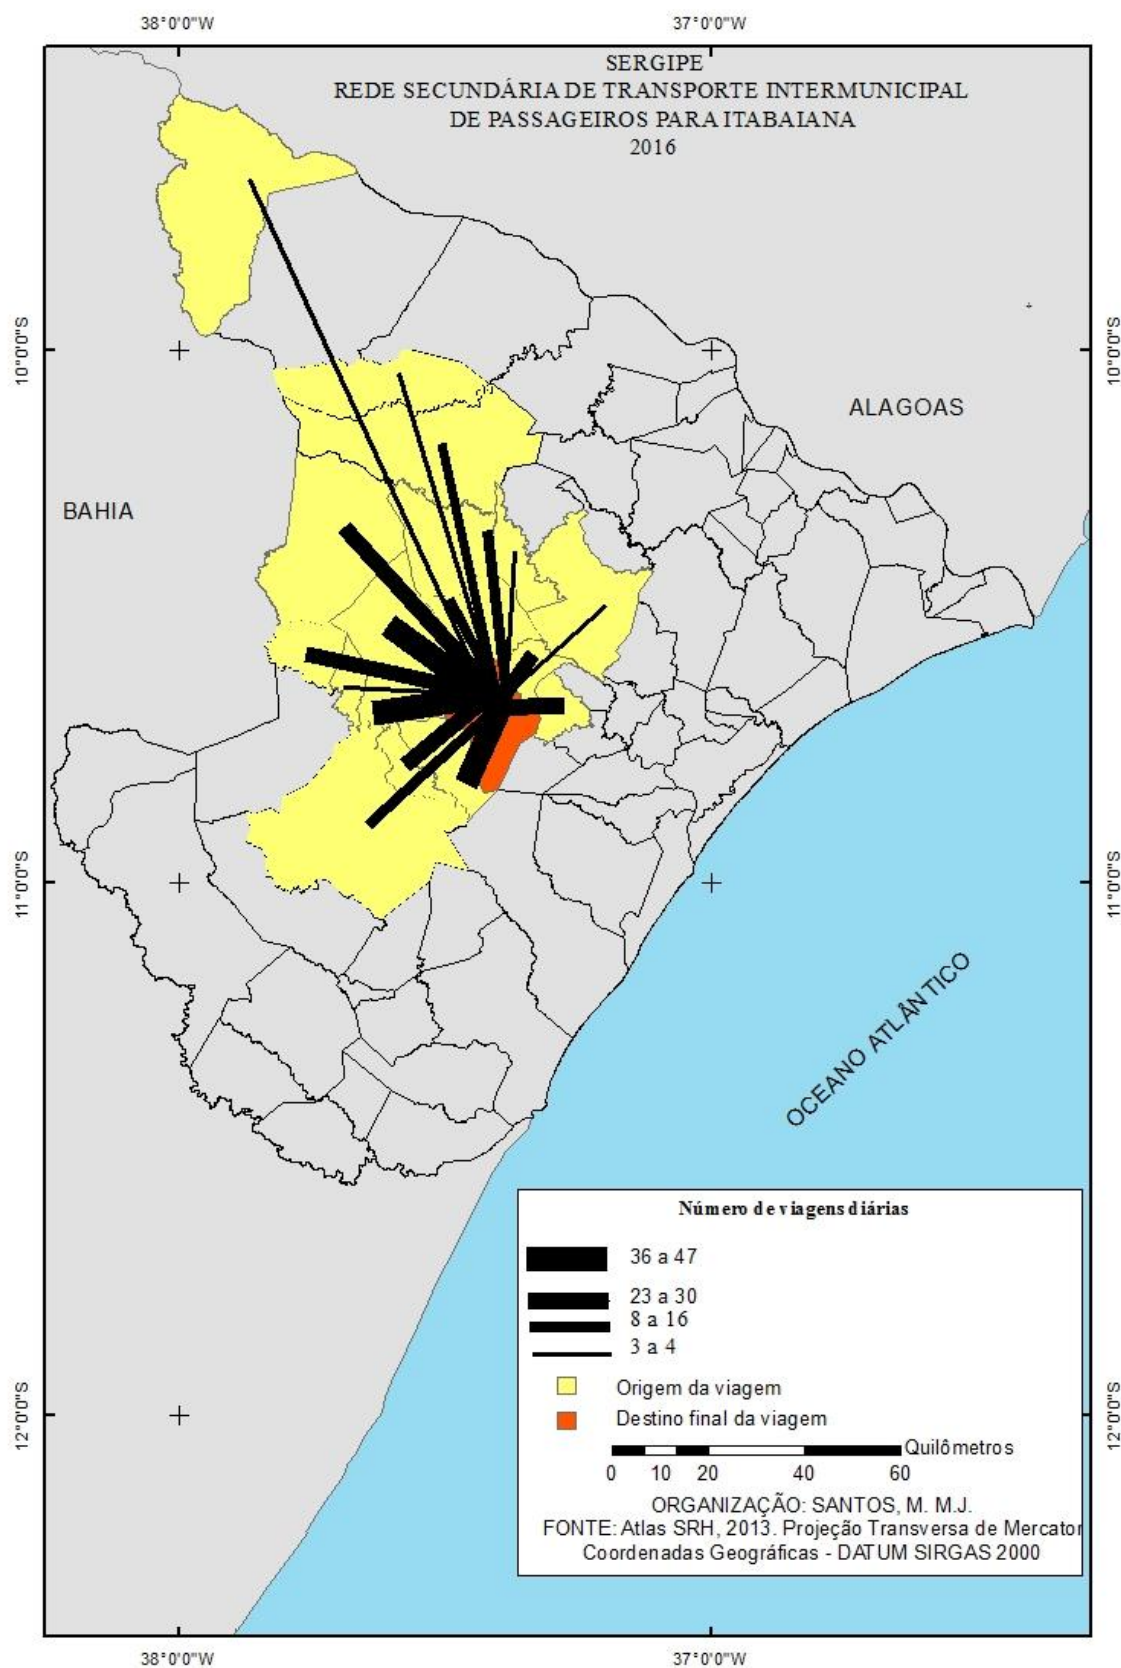 38°0'0"W
37°0'0"W
SERGIPE
REDE SECUNDÁRIA DE TRANSPORTE INTERMUNICIPAL
DE PASSAGEIROS PARA ITABAIANA
2016
10°0'0"S
10°0'0"S
ALAGOAS
BAHIA
11°0'0"S
11°0'0"S
OCEANO ATLÂNTICO
Número de viagens diárias
36 a 47
23 a 30
8 a 16
3 a 4
Origem da viagem
Destino final da viagem
Quilômetros
0 10 20 40 60
ORGANIZAÇÃO: SANTOS, M. M.J.
FONTE: Atlas SRH, 2013. Projeção Transversa de Mercator
Coordenadas Geográficas - DATUM SIRGAS 2000
12°0'0"S
12°0'0"S
38°0'0"W
37°0'0"W